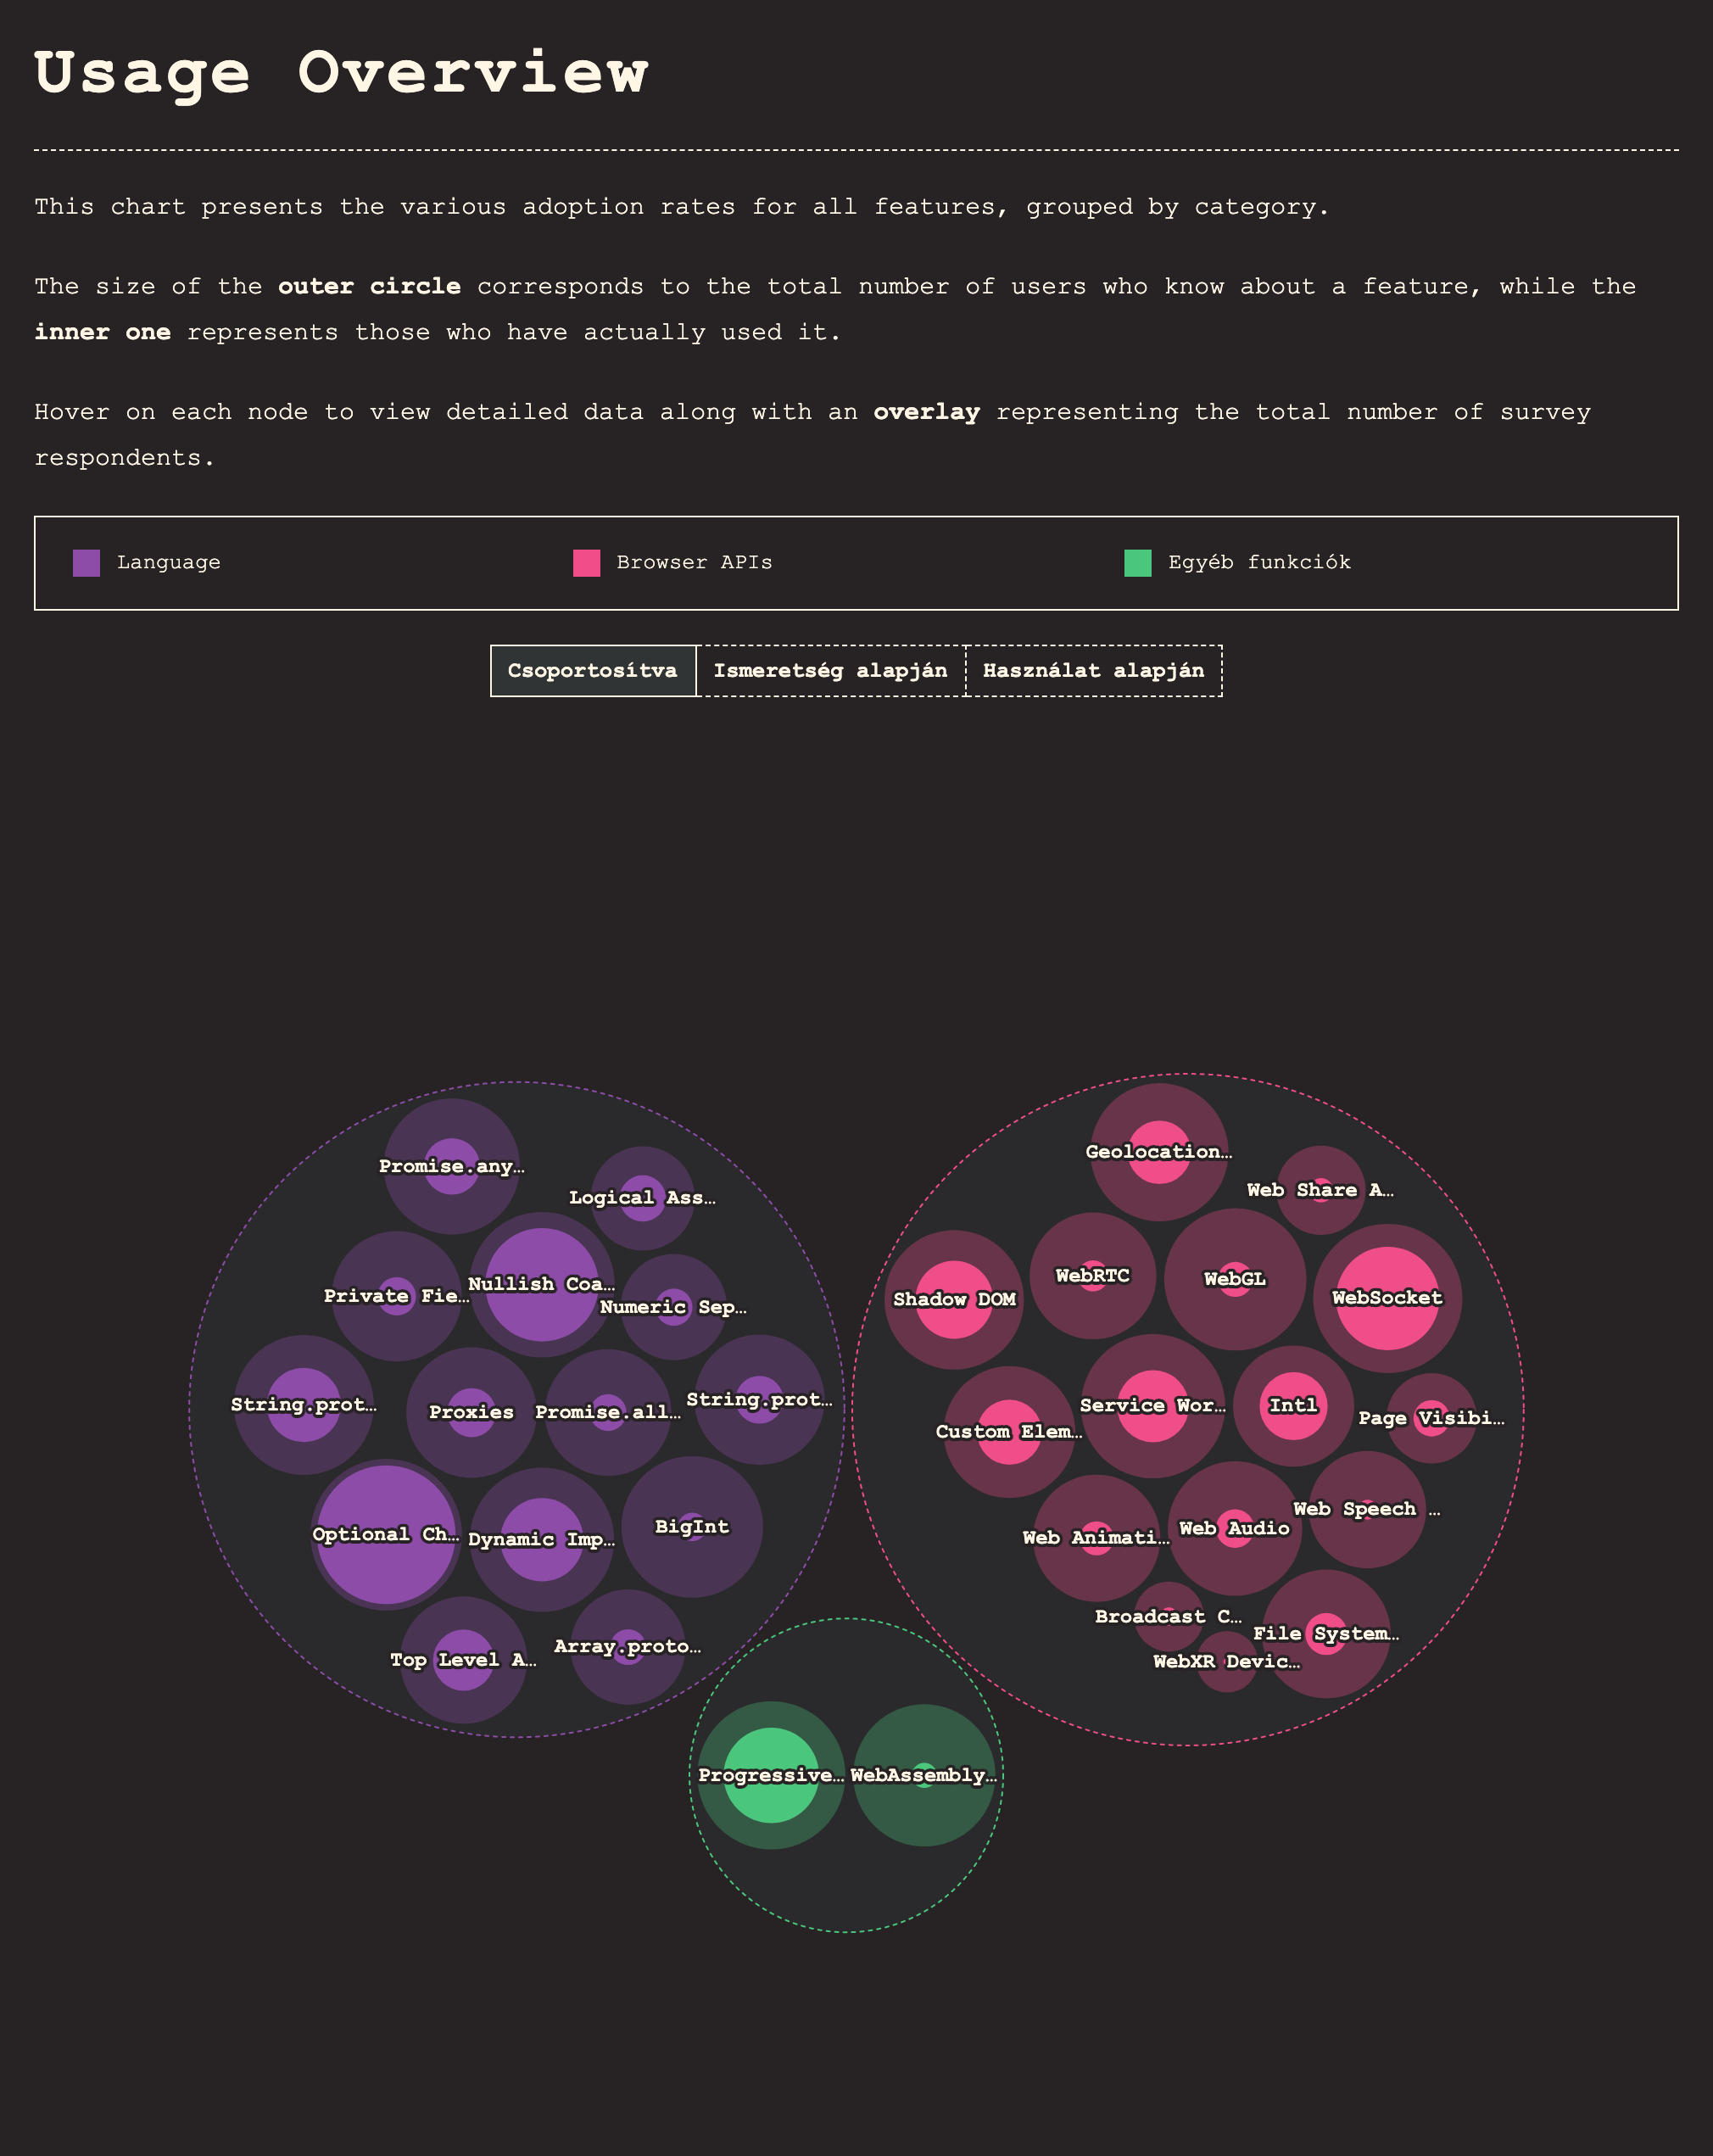 Usage Overview
This chart presents the various adoption rates for all features, grouped by category.
The size of the outer circle corresponds to the total number of users who know about a feature, while the
inner one represents those who have actually used it.
Hover on each node to view detailed data along with an overlay representing the total number of survey
respondents.
Language
Browser APIs
Egyéb funkciók
Csoportosítva
Ismeretség alapján
Használat alapján
Promise.any…
Logical Ass…
Private Fie…
Nullish Coa…
Numeric Sep…
String.prot…
Proxies
Promise.all…
String.prot…
Optional Ch…
Dynamic Imp…
BigInt
Top Level A…
Array.proto…
Geolocation…
Web Share A…
Shadow DOM
WebRTC
WebGL
WebSocket
Custom Elem…
Service Wor…
Intl
Page Visibi…
Web Animati…
Web Audio
Web Speech …
Broadcast C…
File System…
WebXR Devic…
Progressive…
WebAssembly…